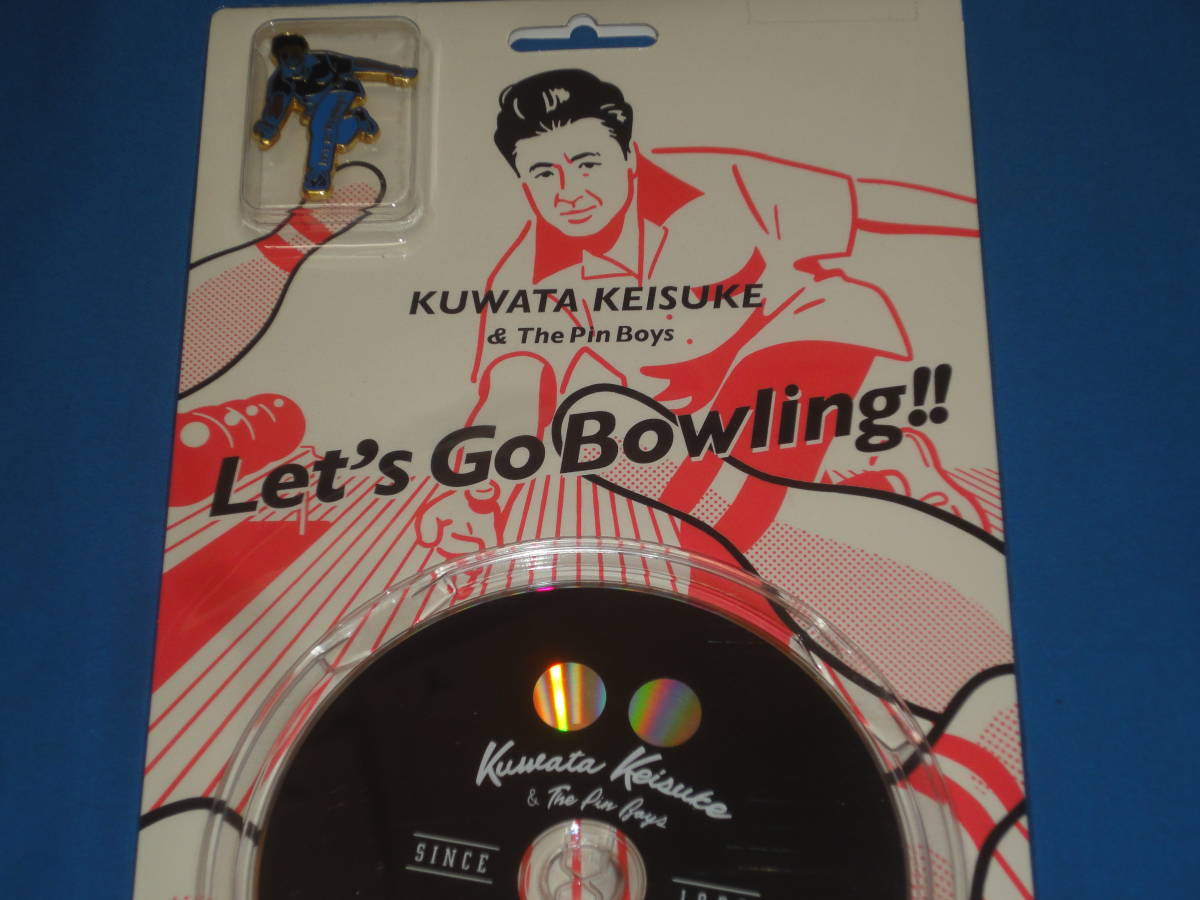 KUWATA KEISUKE
& The Pin Boys
Let's Go Bowling!!
Kuwata Keisuke
& The Pin Boys
SINCE